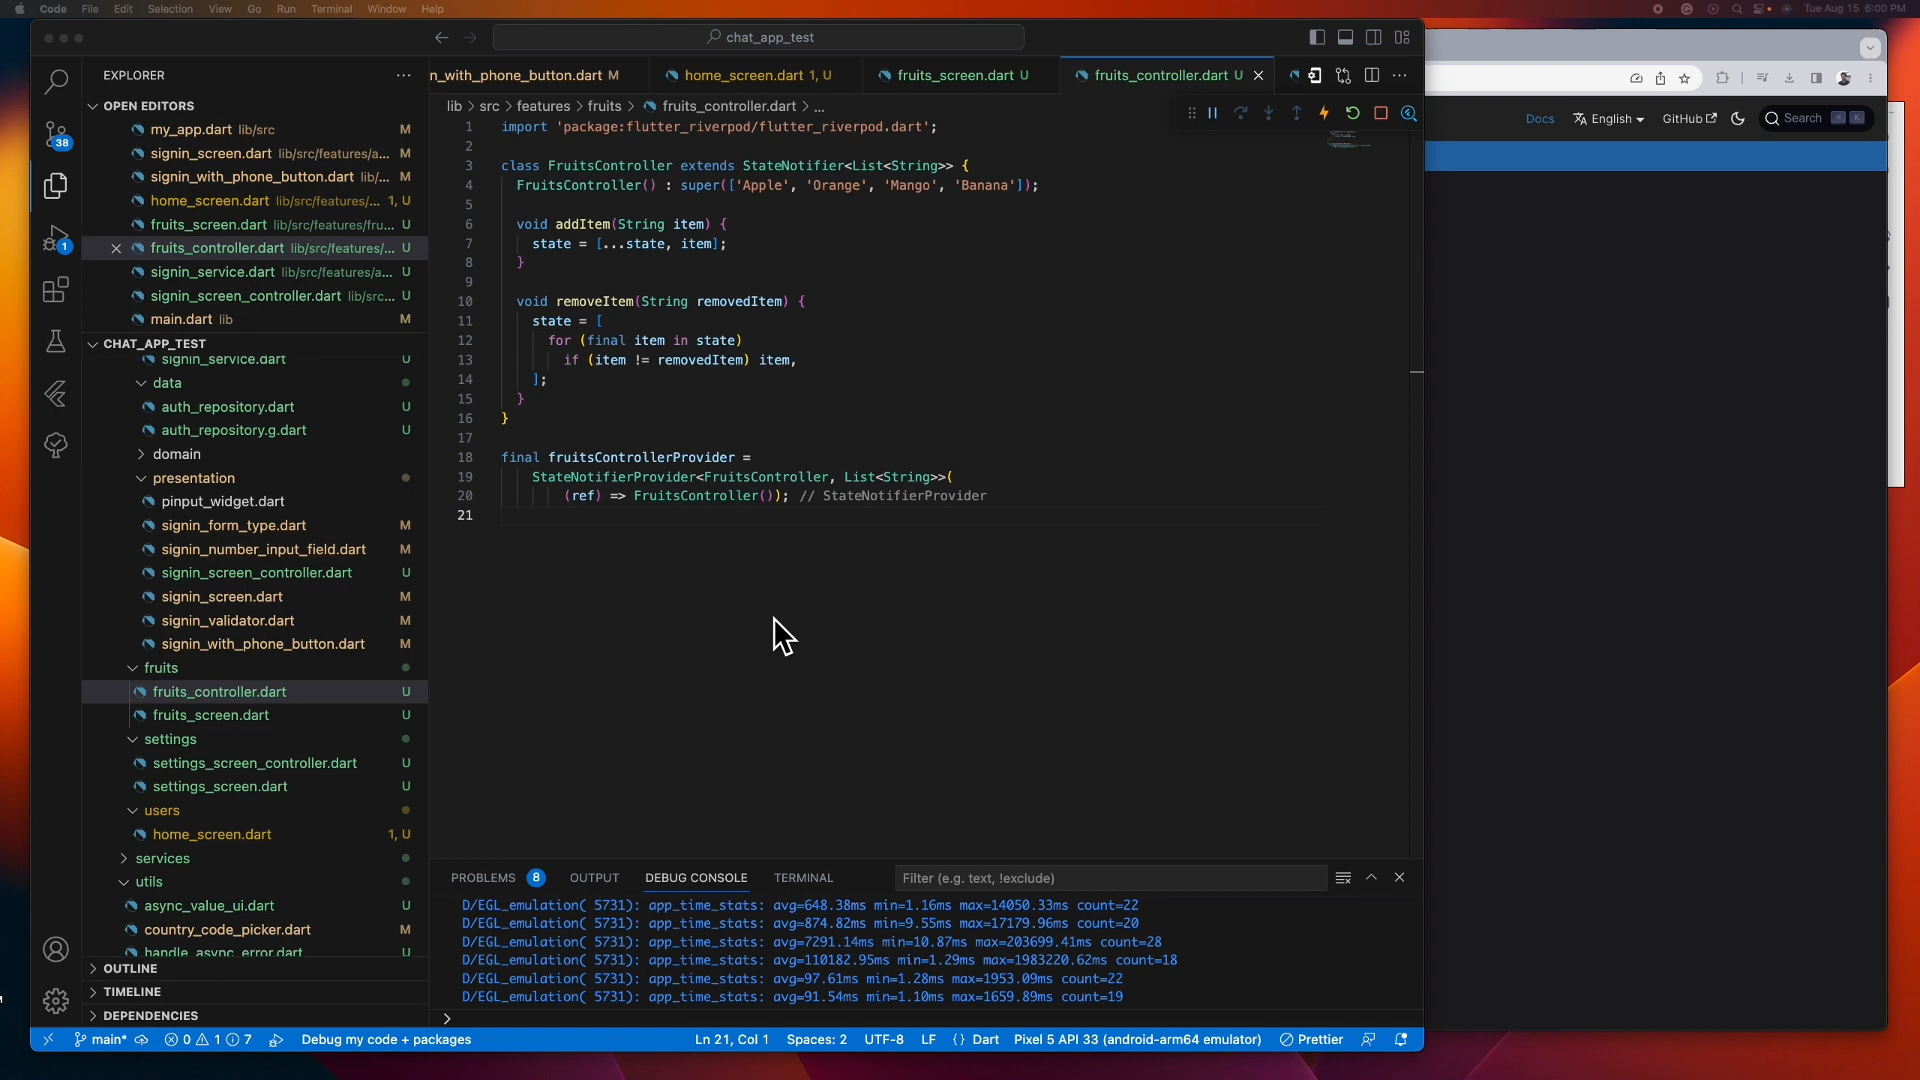 Code File Edit Selection View Go Run Terminal Window Help
Tue Aug 15 6:00 PM
chat_app_test
EXPLORER
OPEN EDITORS
my_app.dart lib/src M
signin_screen.dart lib/src/features/a... M
signin_with_phone_button.dart lib/... M
home_screen.dart lib/src/features/... 1, U
fruits_screen.dart lib/src/features/fru... U
fruits_controller.dart lib/src/features/... U
signin_service.dart lib/src/features/a... U
signin_screen_controller.dart lib/src... U
main.dart lib M
CHAT_APP_TEST
signin_service.dart U
data
auth_repository.dart U
auth_repository.g.dart U
domain
presentation
pinput_widget.dart
signin_form_type.dart M
signin_number_input_field.dart M
signin_screen_controller.dart U
signin_screen.dart M
signin_validator.dart M
signin_with_phone_button.dart M
fruits
fruits_controller.dart U
fruits_screen.dart U
settings
settings_screen_controller.dart U
settings_screen.dart U
users
home_screen.dart 1, U
services
utils
async_value_ui.dart U
country_code_picker.dart M
handle_async_error.dart U
OUTLINE
TIMELINE
DEPENDENCIES
38
1
n_with_phone_button.dart M
home_screen.dart 1, U
fruits_screen.dart U
fruits_controller.dart U
lib > src > features > fruits > fruits_controller.dart > ...
1 import 'package:flutter_riverpod/flutter_riverpod.dart';
2
3 class FruitsController extends StateNotifier<List<String>> {
4 FruitsController() : super(['Apple', 'Orange', 'Mango', 'Banana']);
5
6 void addItem(String item) {
7 state = [...state, item];
8 }
9
10 void removeItem(String removedItem) {
11 state = [
12 for (final item in state)
13 if (item != removedItem) item,
14 ];
15 }
16 }
17
18 final fruitsControllerProvider =
19 StateNotifierProvider<FruitsController, List<String>>(
20 (ref) => FruitsController()); // StateNotifierProvider
21
PROBLEMS 8 OUTPUT DEBUG CONSOLE TERMINAL
Filter (e.g. text, !exclude)
D/EGL_emulation( 5731): app_time_stats: avg=648.38ms min=1.16ms max=14050.33ms count=22
D/EGL_emulation( 5731): app_time_stats: avg=874.82ms min=9.55ms max=17179.96ms count=20
D/EGL_emulation( 5731): app_time_stats: avg=7291.14ms min=10.87ms max=203699.41ms count=28
D/EGL_emulation( 5731): app_time_stats: avg=110182.95ms min=1.29ms max=1983220.62ms count=18
D/EGL_emulation( 5731): app_time_stats: avg=97.61ms min=1.28ms max=1953.09ms count=22
D/EGL_emulation( 5731): app_time_stats: avg=91.54ms min=1.10ms max=1659.89ms count=19
main* 0 1 7 Debug my code + packages
Ln 21, Col 1 Spaces: 2 UTF-8 LF {} Dart Pixel 5 API 33 (android-arm64 emulator) Prettier
Docs English GitHub Search ⌘ K